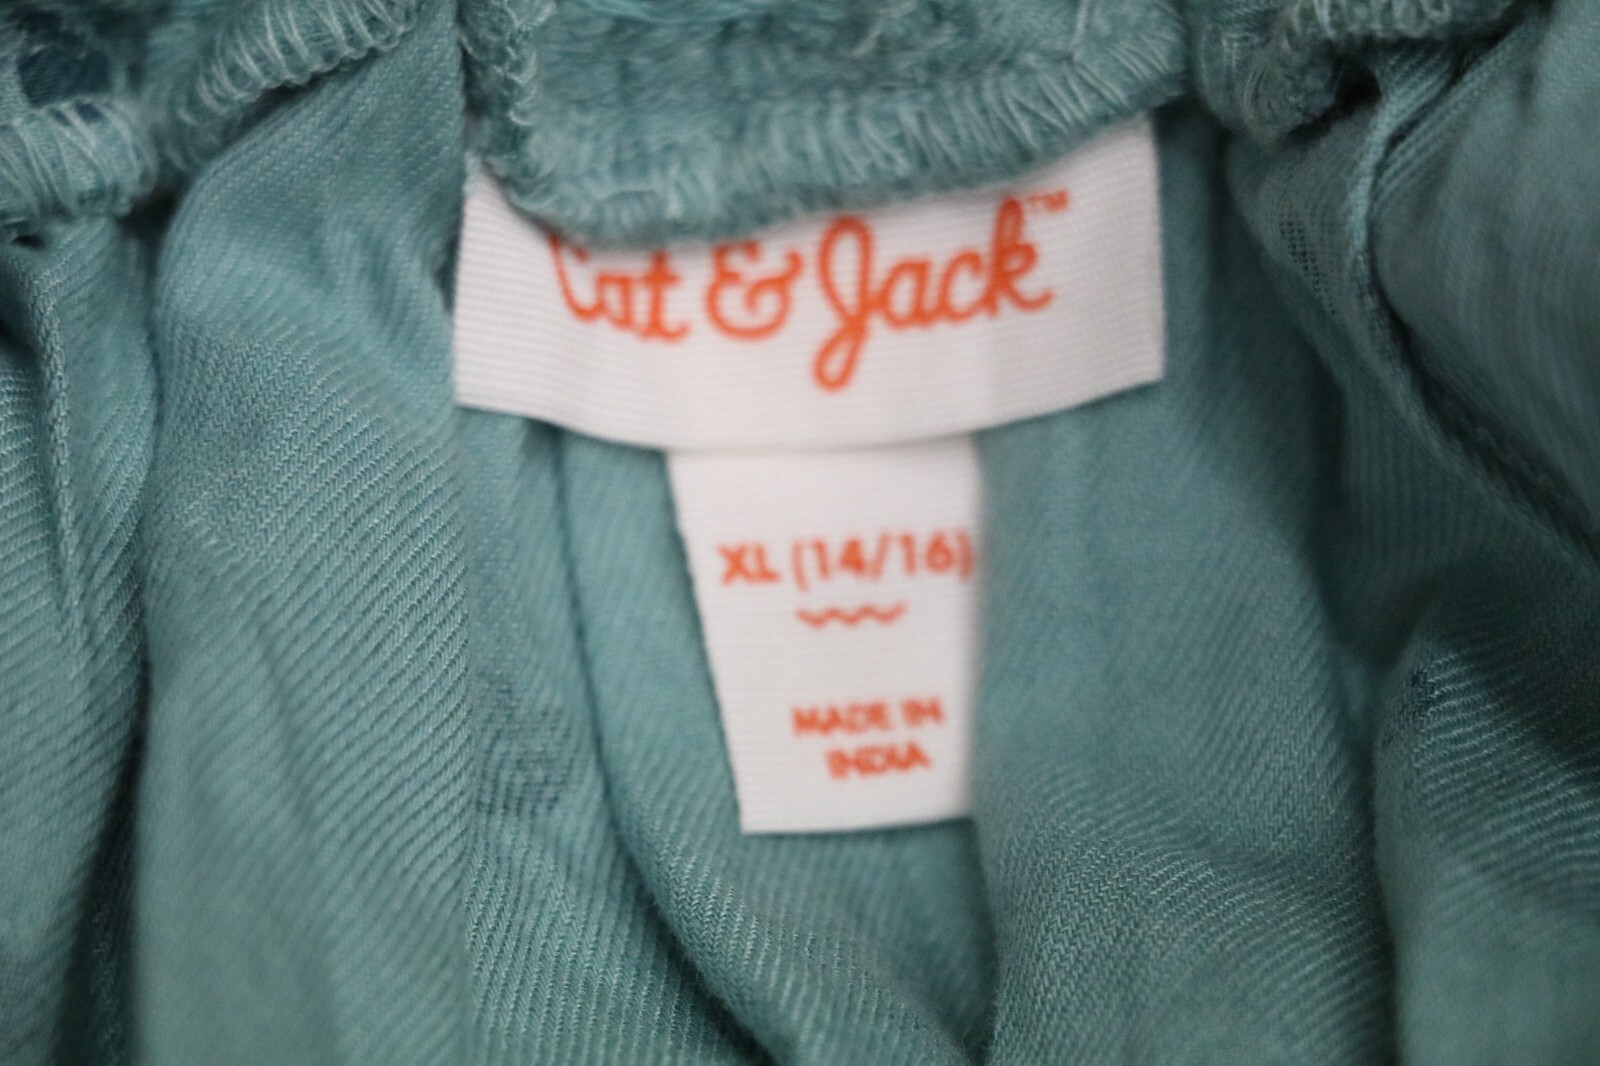 Cat & Jack™
XL (14/16)
MADE IN
INDIA